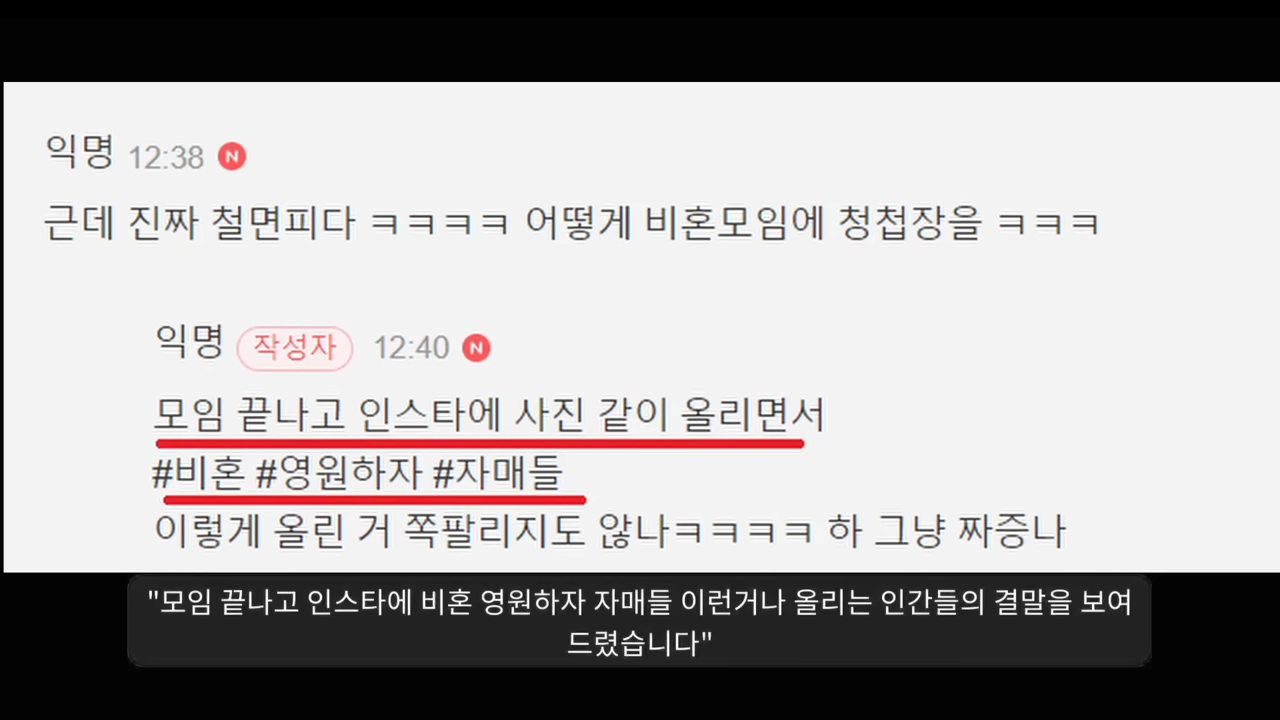 익명 12:38 N
근데 진짜 철면피다 ㅋㅋㅋㅋ 어떻게 비혼모임에 청첩장을 ㅋㅋㅋ
익명 작성자 12:40 N
모임 끝나고 인스타에 사진 같이 올리면서
#비혼 #영원하자 #자매들
이렇게 올린 거 쪽팔리지도 않나ㅋㅋㅋㅋ 하 그냥 짜증나
"모임 끝나고 인스타에 비혼 영원하자 자매들 이런거나 올리는 인간들의 결말을 보여
드렸습니다"